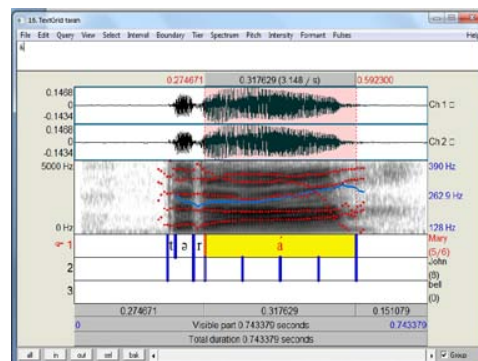 16. TextGrid twan
File Edit Query View Select Interval Boundary Tier Spectrum Pitch Intensity Formant Pulses Help
0.274671 0.317629 (3.148 / s) 0.592300
0.1468
0
-0.1434
Ch 1
0.1468
0
-0.1434
Ch 2
5000 Hz 390 Hz
262.9 Hz
0 Hz 128 Hz
1 t ə r á Mary
(5/6)
2 John
(8)
3 bell
(0)
0.274671 0.317629 0.151079
0 Visible part 0.743379 seconds 0.743379
Total duration 0.743379 seconds
all in out sel bak Group